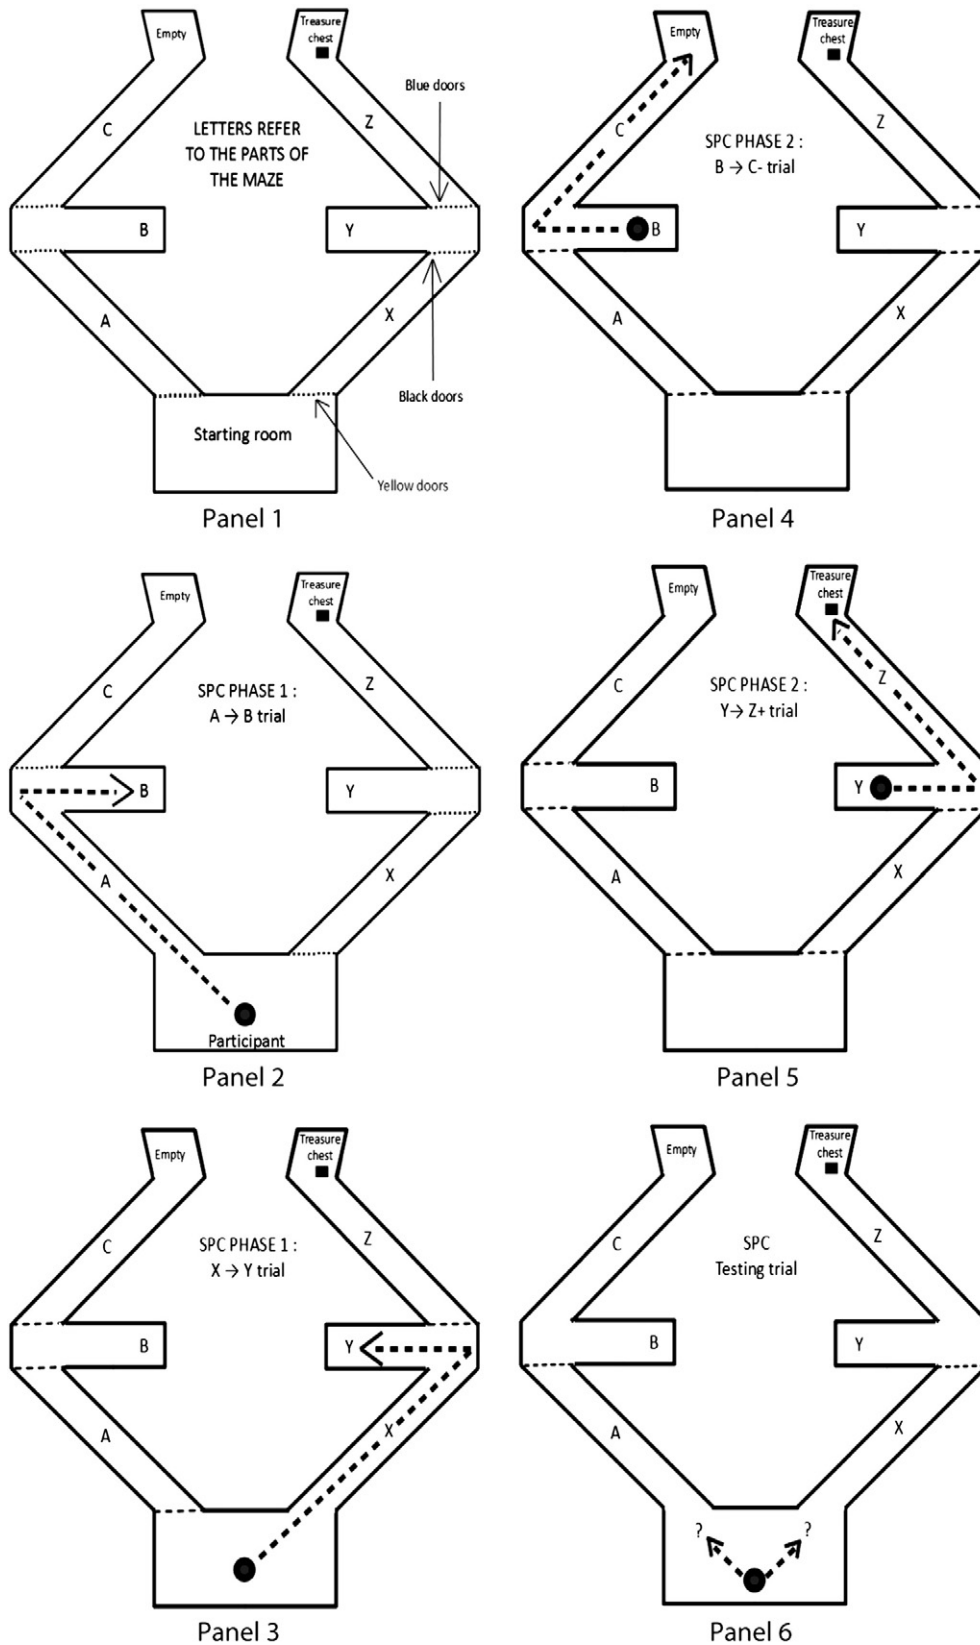 Empty
Treasure
chest
Blue doors
C
Z
LETTERS REFER
TO THE PARTS OF
THE MAZE
B
Y
A
X
Black doors
Starting room
Yellow doors
Panel 1
Empty
Treasure
chest
C
Z
SPC PHASE 2 :
B → C- trial
B
Y
A
X
Panel 4
Empty
Treasure
chest
SPC PHASE 1 :
A → B trial
C
Z
B
Y
A
X
Participant
Panel 2
Empty
Treasure
chest
SPC PHASE 2 :
Y → Z+ trial
C
Z
B
Y
A
X
Panel 5
Empty
Treasure
chest
C
Z
SPC PHASE 1 :
X → Y trial
B
Y
A
X
Panel 3
Empty
Treasure
chest
C
Z
SPC
Testing trial
B
Y
A
X
? ?
Panel 6